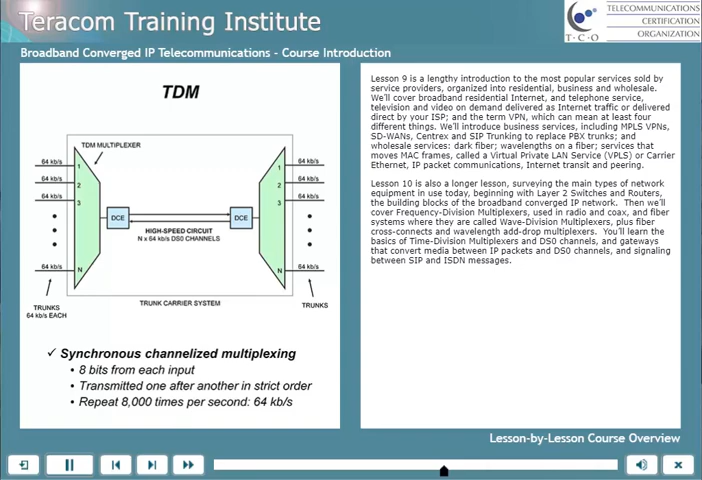 Teracom Training Institute
TELECOMMUNICATIONS
CERTIFICATION
ORGANIZATION
T·C·O
Broadband Converged IP Telecommunications - Course Introduction
TDM
TDM MULTIPLEXER
64 kb/s
64 kb/s
64 kb/s
64 kb/s
1
2
3
N
DCE
HIGH-SPEED CIRCUIT
N X 64 kb/s DS0 CHANNELS
DCE
1
2
3
N
64 kb/s
64 kb/s
64 kb/s
64 kb/s
TRUNKS
64 kb/s EACH
TRUNK CARRIER SYSTEM
TRUNKS
✓ Synchronous channelized multiplexing
• 8 bits from each input
• Transmitted one after another in strict order
• Repeat 8,000 times per second: 64 kb/s
Lesson 9 is a lengthy introduction to the most popular services sold by
service providers, organized into residential, business and wholesale.
We'll cover broadband residential Internet, and telephone service,
television and video on demand delivered as Internet traffic or delivered
direct by your ISP; and the term VPN, which can mean at least four
different things. We'll introduce business services, including MPLS VPNs,
SD-WANs, Centrex and SIP Trunking to replace PBX trunks; and
wholesale services: dark fiber; wavelengths on a fiber; services that
moves MAC frames, called a Virtual Private LAN Service (VPLS) or Carrier
Ethernet, IP packet communications, Internet transit and peering.
Lesson 10 is also a longer lesson, surveying the main types of network
equipment in use today, beginning with Layer 2 Switches and Routers,
the building blocks of the broadband converged IP network. Then we'll
cover Frequency-Division Multiplexers, used in radio and coax, and fiber
systems where they are called Wave-Division Multiplexers, plus fiber
cross-connects and wavelength add-drop multiplexers. You'll learn the
basics of Time-Division Multiplexers and DS0 channels, and gateways
that convert media between IP packets and DS0 channels, and signaling
between SIP and ISDN messages.
Lesson-by-Lesson Course Overview